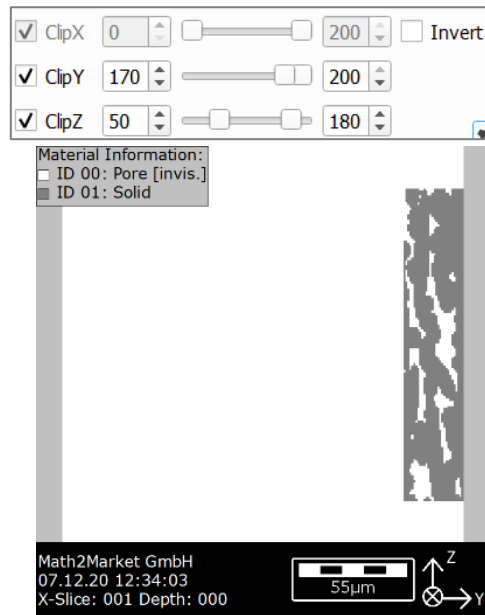 ClipX 0 200 Invert
ClipY 170 200
ClipZ 50 180
Material Information:
ID 00: Pore [invis.]
ID 01: Solid
Math2Market GmbH
07.12.20 12:34:03
X-Slice: 001 Depth: 000
55µm
Z
Y